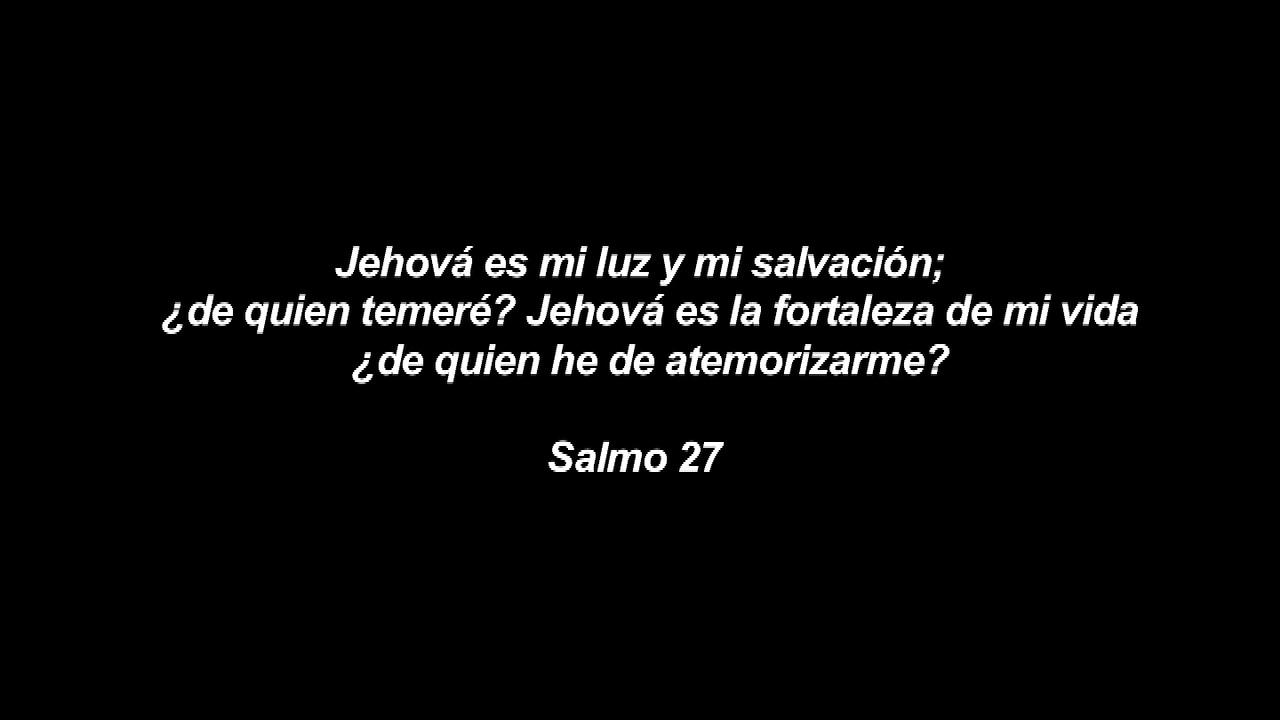 Jehová es mi luz y mi salvación;
¿de quien temeré? Jehová es la fortaleza de mi vida
¿de quien he de atemorizarme?
Salmo 27